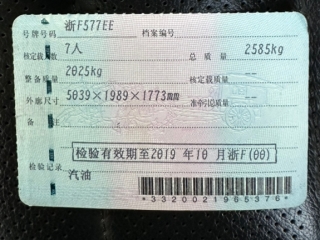 号牌号码 浙F577EE 档案编号
核定载人数 7人 总质量 2585kg
整备质量 2025kg 核定载质量 --
外廓尺寸 5039×1989×1773mm 准牵引总质量 --
备注
检验有效期至2019年10月浙F(00)
检验记录
汽油
*3320021965376*